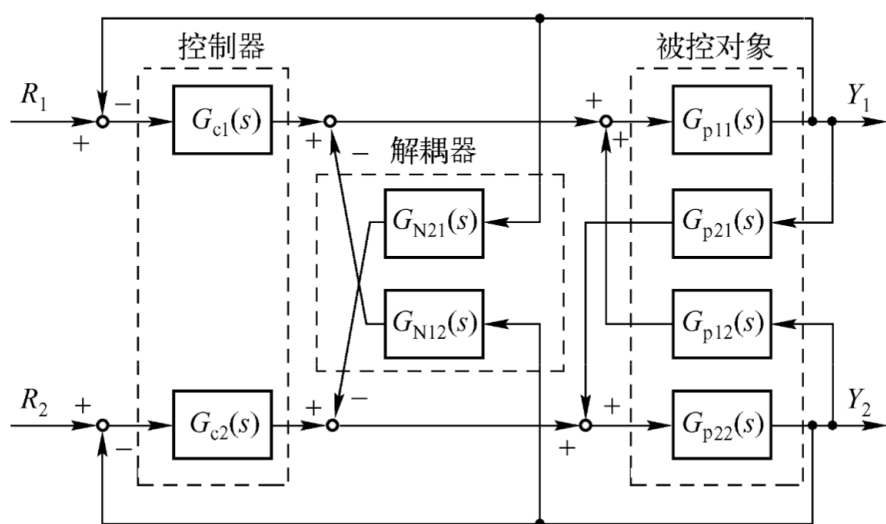 控制器
被控对象
R1
−
Gc1(s)
+
+
Gp11(s)
Y1
+
+
+
− 解耦器
GN21(s)
Gp21(s)
GN12(s)
Gp12(s)
R2
+
Gc2(s)
+
−
+
Gp22(s)
Y2
−
+